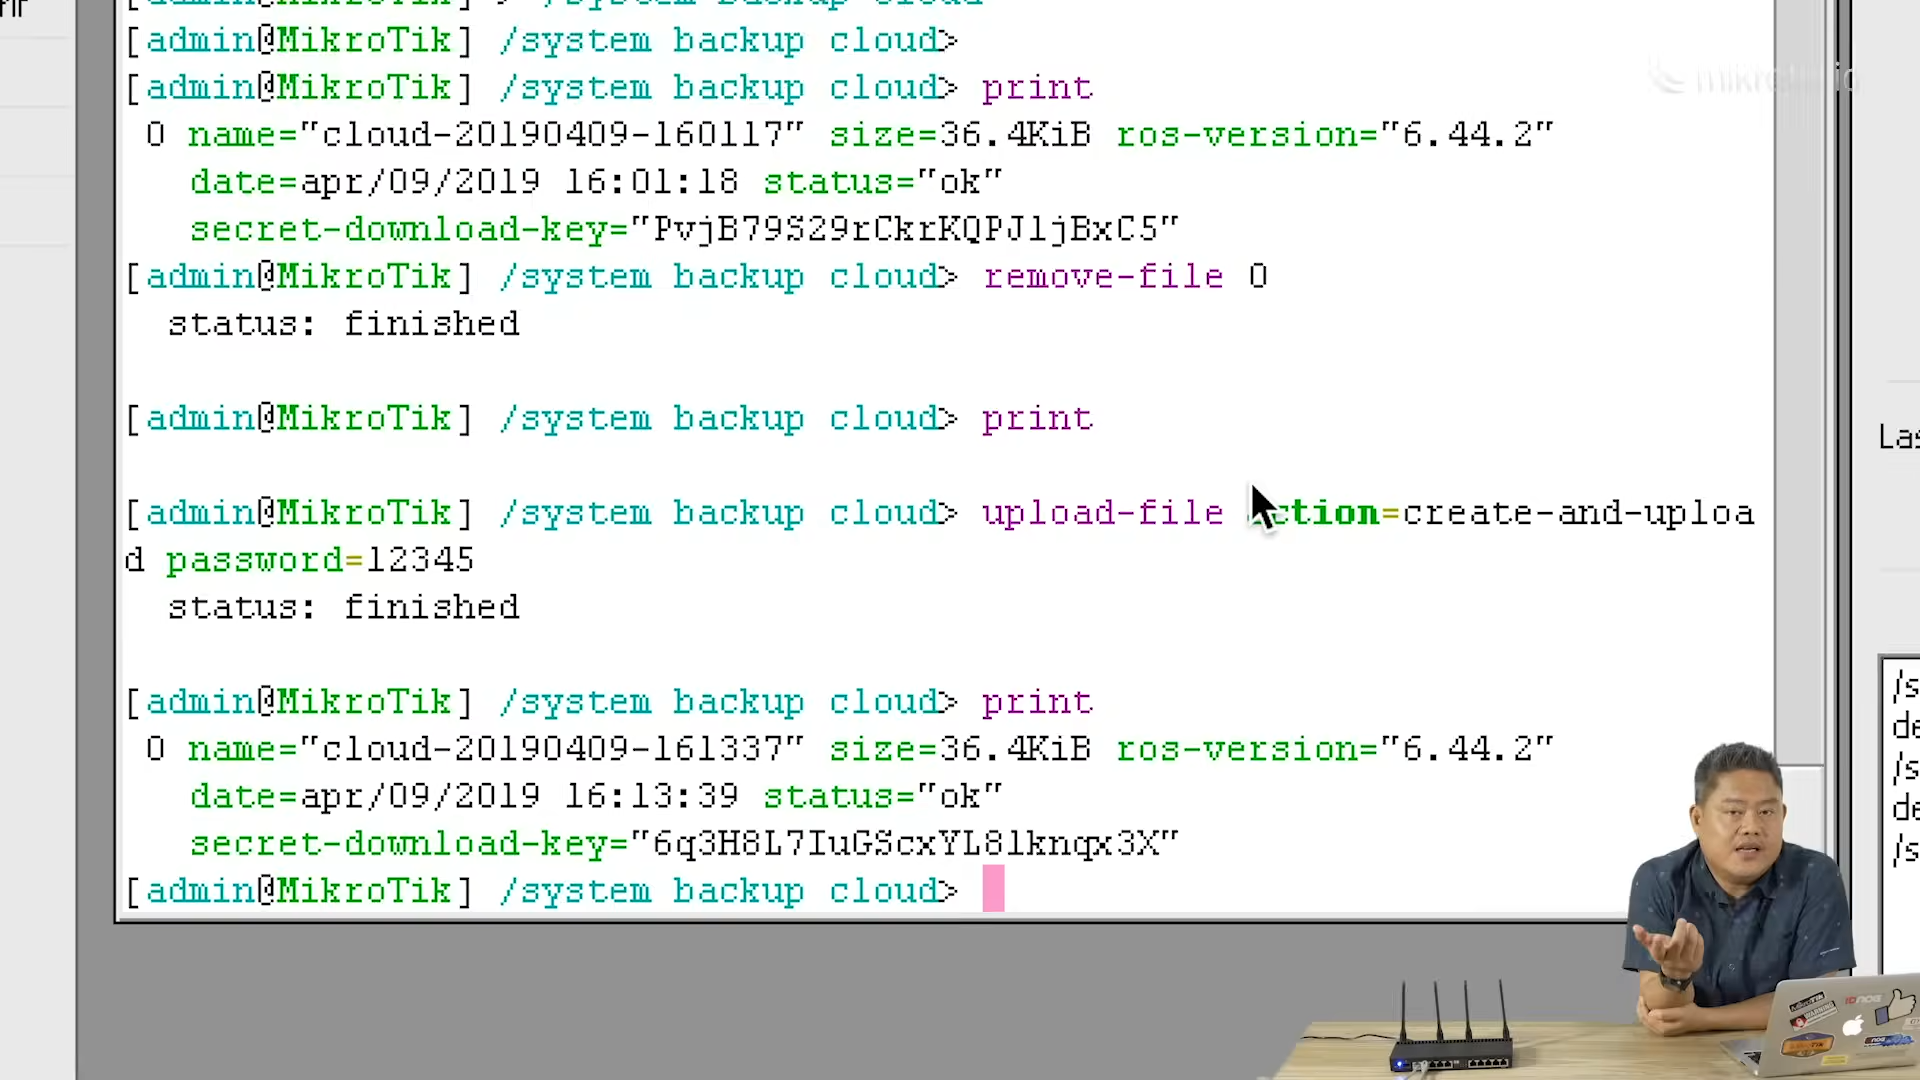 [admin@MikroTik] /system backup cloud>
[admin@MikroTik] /system backup cloud> print
0 name="cloud-20190409-160117" size=36.4KiB ros-version="6.44.2"
date=apr/09/2019 16:01:18 status="ok"
secret-download-key="PvjB79S29rCkrKQPJljBxC5"
[admin@MikroTik] /system backup cloud> remove-file 0
status: finished
[admin@MikroTik] /system backup cloud> print
[admin@MikroTik] /system backup cloud> upload-file action=create-and-uploa
d password=12345
status: finished
[admin@MikroTik] /system backup cloud> print
0 name="cloud-20190409-161337" size=36.4KiB ros-version="6.44.2"
date=apr/09/2019 16:13:39 status="ok"
secret-download-key="6q3H8L7IuGScxYL8lknqx3X"
[admin@MikroTik] /system backup cloud>